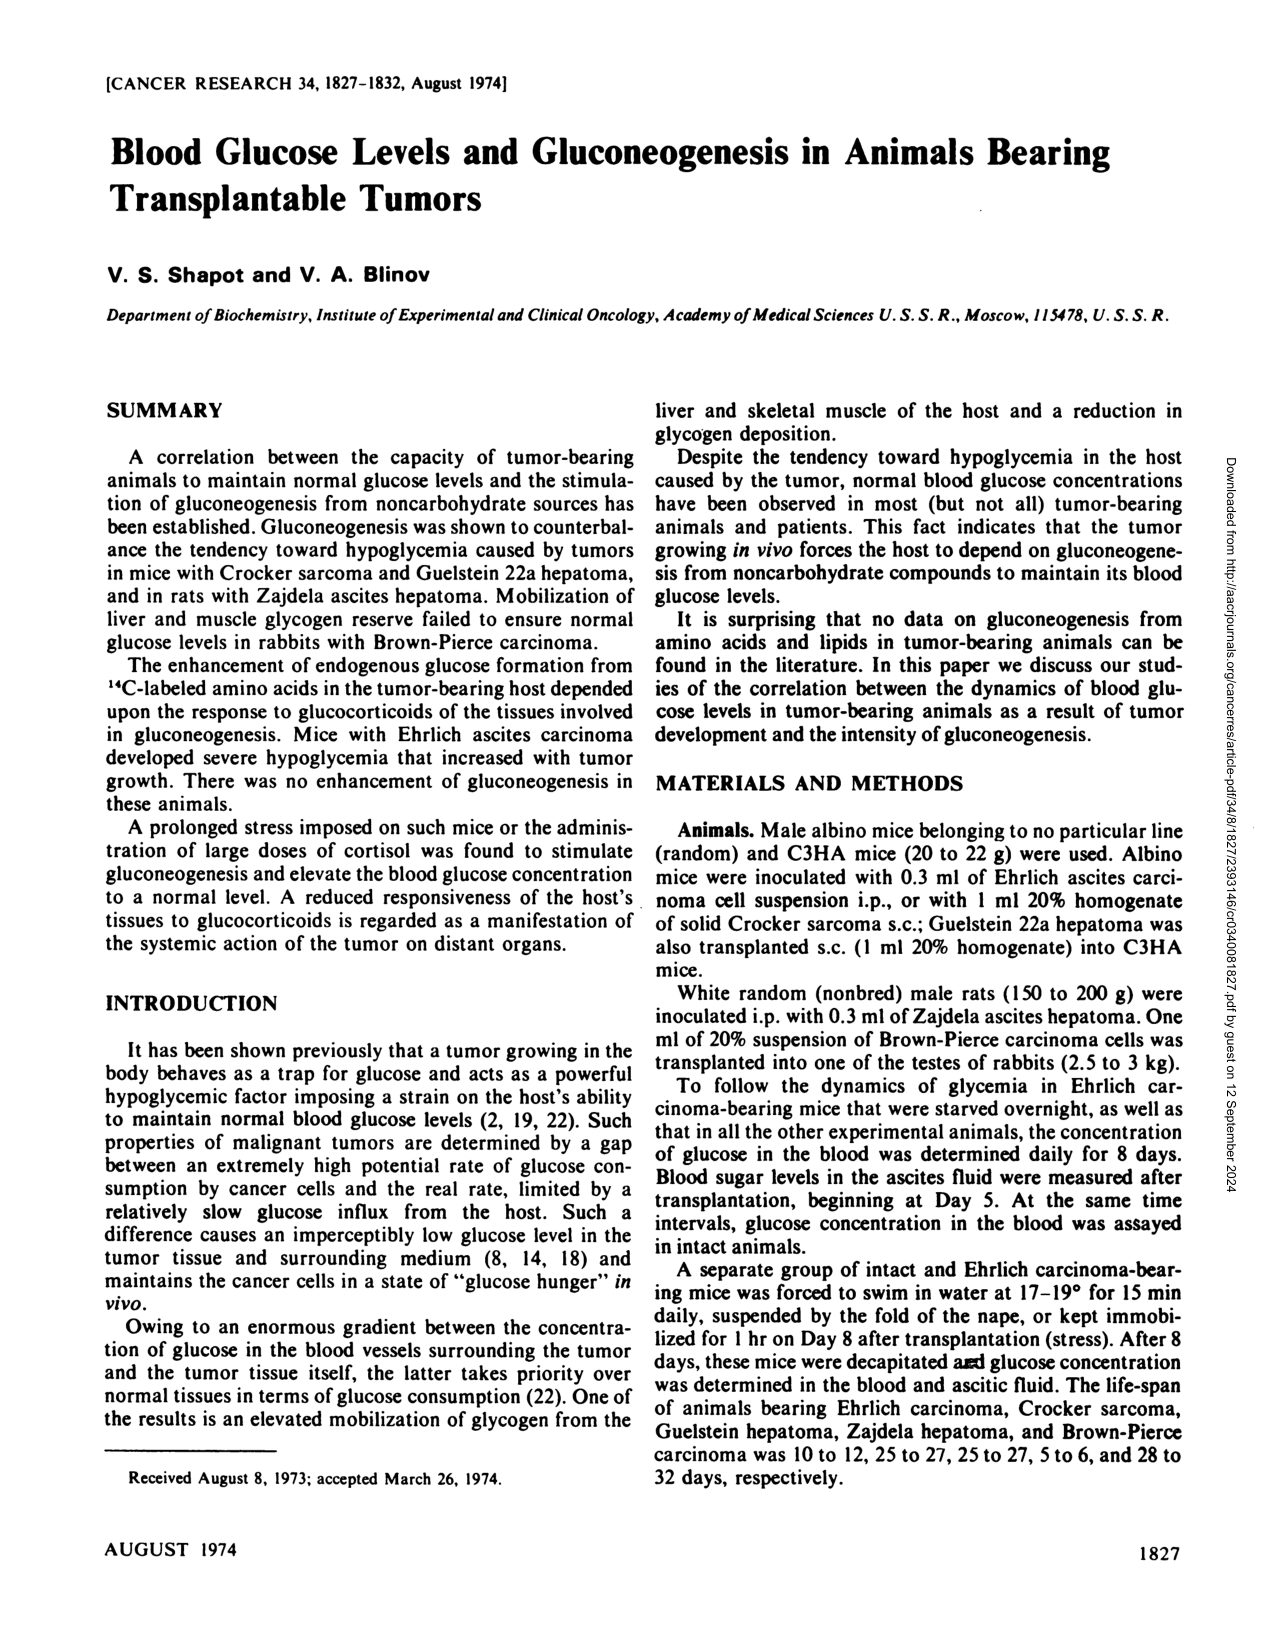 [CANCER RESEARCH 34, 1827-1832, August 1974]
Blood Glucose Levels and Gluconeogenesis in Animals Bearing
Transplantable Tumors
V. S. Shapot and V. A. Blinov
Department of Biochemistry, Institute of Experimental and Clinical Oncology, Academy of Medical Sciences U. S. S. R., Moscow, 115478, U. S. S. R.
SUMMARY
A correlation between the capacity of tumor-bearing
animals to maintain normal glucose levels and the stimula-
tion of gluconeogenesis from noncarbohydrate sources has
been established. Gluconeogenesis was shown to counterbal-
ance the tendency toward hypoglycemia caused by tumors
in mice with Crocker sarcoma and Guelstein 22a hepatoma,
and in rats with Zajdela ascites hepatoma. Mobilization of
liver and muscle glycogen reserve failed to ensure normal
glucose levels in rabbits with Brown-Pierce carcinoma.
The enhancement of endogenous glucose formation from
¹⁴C-labeled amino acids in the tumor-bearing host depended
upon the response to glucocorticoids of the tissues involved
in gluconeogenesis. Mice with Ehrlich ascites carcinoma
developed severe hypoglycemia that increased with tumor
growth. There was no enhancement of gluconeogenesis in
these animals.
A prolonged stress imposed on such mice or the adminis-
tration of large doses of cortisol was found to stimulate
gluconeogenesis and elevate the blood glucose concentration
to a normal level. A reduced responsiveness of the host's
tissues to glucocorticoids is regarded as a manifestation of
the systemic action of the tumor on distant organs.
INTRODUCTION
It has been shown previously that a tumor growing in the
body behaves as a trap for glucose and acts as a powerful
hypoglycemic factor imposing a strain on the host's ability
to maintain normal blood glucose levels (2, 19, 22). Such
properties of malignant tumors are determined by a gap
between an extremely high potential rate of glucose con-
sumption by cancer cells and the real rate, limited by a
relatively slow glucose influx from the host. Such a
difference causes an imperceptibly low glucose level in the
tumor tissue and surrounding medium (8, 14, 18) and
maintains the cancer cells in a state of "glucose hunger" in
vivo.
Owing to an enormous gradient between the concentra-
tion of glucose in the blood vessels surrounding the tumor
and the tumor tissue itself, the latter takes priority over
normal tissues in terms of glucose consumption (22). One of
the results is an elevated mobilization of glycogen from the
Received August 8, 1973; accepted March 26, 1974.
liver and skeletal muscle of the host and a reduction in
glycogen deposition.
Despite the tendency toward hypoglycemia in the host
caused by the tumor, normal blood glucose concentrations
have been observed in most (but not all) tumor-bearing
animals and patients. This fact indicates that the tumor
growing in vivo forces the host to depend on gluconeogene-
sis from noncarbohydrate compounds to maintain its blood
glucose levels.
It is surprising that no data on gluconeogenesis from
amino acids and lipids in tumor-bearing animals can be
found in the literature. In this paper we discuss our stud-
ies of the correlation between the dynamics of blood glu-
cose levels in tumor-bearing animals as a result of tumor
development and the intensity of gluconeogenesis.
MATERIALS AND METHODS
Animals. Male albino mice belonging to no particular line
(random) and C3HA mice (20 to 22 g) were used. Albino
mice were inoculated with 0.3 ml of Ehrlich ascites carci-
noma cell suspension i.p., or with 1 ml 20% homogenate
of solid Crocker sarcoma s.c.; Guelstein 22a hepatoma was
also transplanted s.c. (1 ml 20% homogenate) into C3HA
mice.
White random (nonbred) male rats (150 to 200 g) were
inoculated i.p. with 0.3 ml of Zajdela ascites hepatoma. One
ml of 20% suspension of Brown-Pierce carcinoma cells was
transplanted into one of the testes of rabbits (2.5 to 3 kg).
To follow the dynamics of glycemia in Ehrlich car-
cinoma-bearing mice that were starved overnight, as well as
that in all the other experimental animals, the concentration
of glucose in the blood was determined daily for 8 days.
Blood sugar levels in the ascites fluid were measured after
transplantation, beginning at Day 5. At the same time
intervals, glucose concentration in the blood was assayed
in intact animals.
A separate group of intact and Ehrlich carcinoma-bear-
ing mice was forced to swim in water at 17-19° for 15 min
daily, suspended by the fold of the nape, or kept immobi-
lized for 1 hr on Day 8 after transplantation (stress). After 8
days, these mice were decapitated and glucose concentration
was determined in the blood and ascitic fluid. The life-span
of animals bearing Ehrlich carcinoma, Crocker sarcoma,
Guelstein hepatoma, Zajdela hepatoma, and Brown-Pierce
carcinoma was 10 to 12, 25 to 27, 25 to 27, 5 to 6, and 28 to
32 days, respectively.
AUGUST 1974
1827
Downloaded from http://aacrjournals.org/cancerres/article-pdf/34/8/1827/2393146/cr0340081827.pdf by guest on 12 September 2024